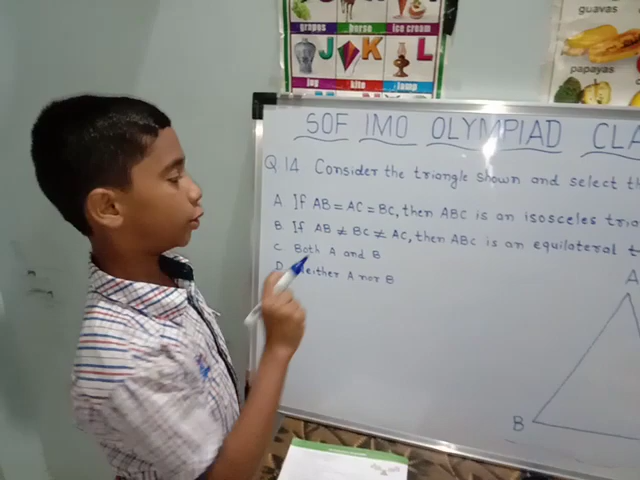 guavas
grapes horse ice cream
papayas
J K L
jug kite lamp
SOF IMO OLYMPIAD CLA
Q 14 Consider the triangle shown and select th
A If AB = AC = BC, then ABC is an isosceles tria
B. If AB ≠ BC ≠ AC, then ABC is an equilateral t
C. Both A and B
D Neither A nor B
A
B